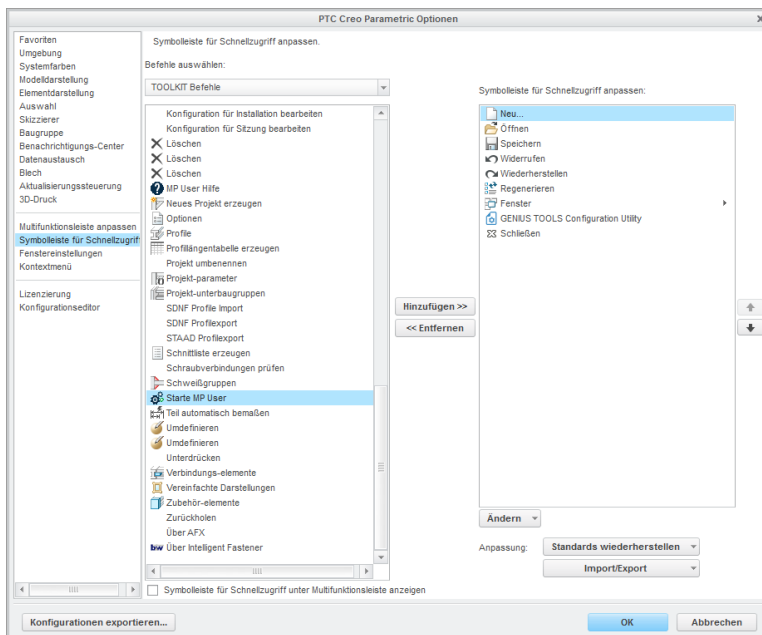 PTC Creo Parametric Optionen
Favoriten
Umgebung
Systemfarben
Modelldarstellung
Elementdarstellung
Auswahl
Skizzierer
Baugruppe
Benachrichtigungs-Center
Datenaustausch
Blech
Aktualisierungssteuerung
3D-Druck
Multifunktionsleiste anpassen
Symbolleiste für Schnellzugrif
Fenstereinstellungen
Kontextmenü
Lizenzierung
Konfigurationseditor
Symbolleiste für Schnellzugriff anpassen.
Befehle auswählen:
TOOLKIT Befehle
Konfiguration für Installation bearbeiten
Konfiguration für Sitzung bearbeiten
Löschen
Löschen
Löschen
MP User Hilfe
Neues Projekt erzeugen
Optionen
Profile
Profillängentabelle erzeugen
Projekt umbenennen
Projekt-parameter
Projekt-unterbaugruppen
SDNF Profile Import
SDNF Profilexport
STAAD Profilexport
Schnittliste erzeugen
Schraubverbindungen prüfen
Schweißgruppen
Starte MP User
Teil automatisch bemaßen
Umdefinieren
Umdefinieren
Unterdrücken
Verbindungs-elemente
Vereinfachte Darstellungen
Zubehör-elemente
Zurückholen
Über AFX
bw Über Intelligent Fastener
Symbolleiste für Schnellzugriff unter Multifunktionsleiste anzeigen
Hinzufügen >>
<< Entfernen
Symbolleiste für Schnellzugriff anpassen:
Neu...
Öffnen
Speichern
Widerrufen
Wiederherstellen
Regenerieren
Fenster
GENIUS TOOLS Configuration Utility
Schließen
Ändern
Anpassung:
Standards wiederherstellen
Import/Export
Konfigurationen exportieren...
OK
Abbrechen